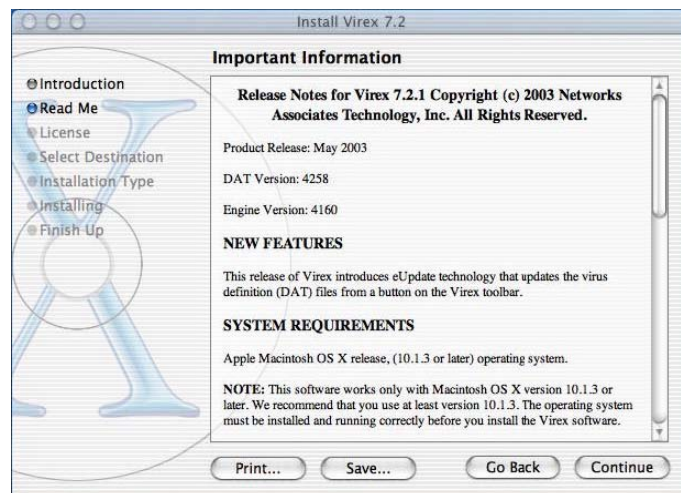 Install Virex 7.2
Important Information
Introduction
Read Me
License
Select Destination
Installation Type
Installing
Finish Up
Release Notes for Virex 7.2.1 Copyright (c) 2003 Networks
Associates Technology, Inc. All Rights Reserved.
Product Release: May 2003
DAT Version: 4258
Engine Version: 4160
NEW FEATURES
This release of Virex introduces eUpdate technology that updates the virus
definition (DAT) files from a button on the Virex toolbar.
SYSTEM REQUIREMENTS
Apple Macintosh OS X release, (10.1.3 or later) operating system.
NOTE: This software works only with Macintosh OS X version 10.1.3 or
later. We recommend that you use at least version 10.1.3. The operating system
must be installed and running correctly before you install the Virex software.
Print...
Save...
Go Back
Continue